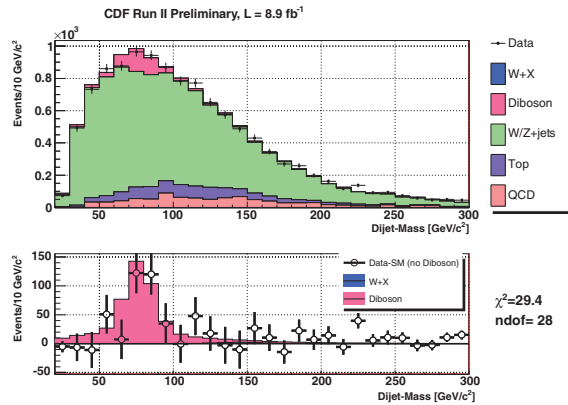 CDF Run II Preliminary, L = 8.9 fb⁻¹
×10³
Events/10 GeV/c²
1
0.8
0.6
0.4
0.2
0
50 100 150 200 250 300
Dijet-Mass [GeV/c²]
Data
W+X
Diboson
W/Z+jets
Top
QCD
Events/10 GeV/c²
150
100
50
0
-50
Data-SM (no Diboson)
W+X
Diboson
50 100 150 200 250 300
Dijet-Mass [GeV/c²]
χ²=29.4
ndof= 28